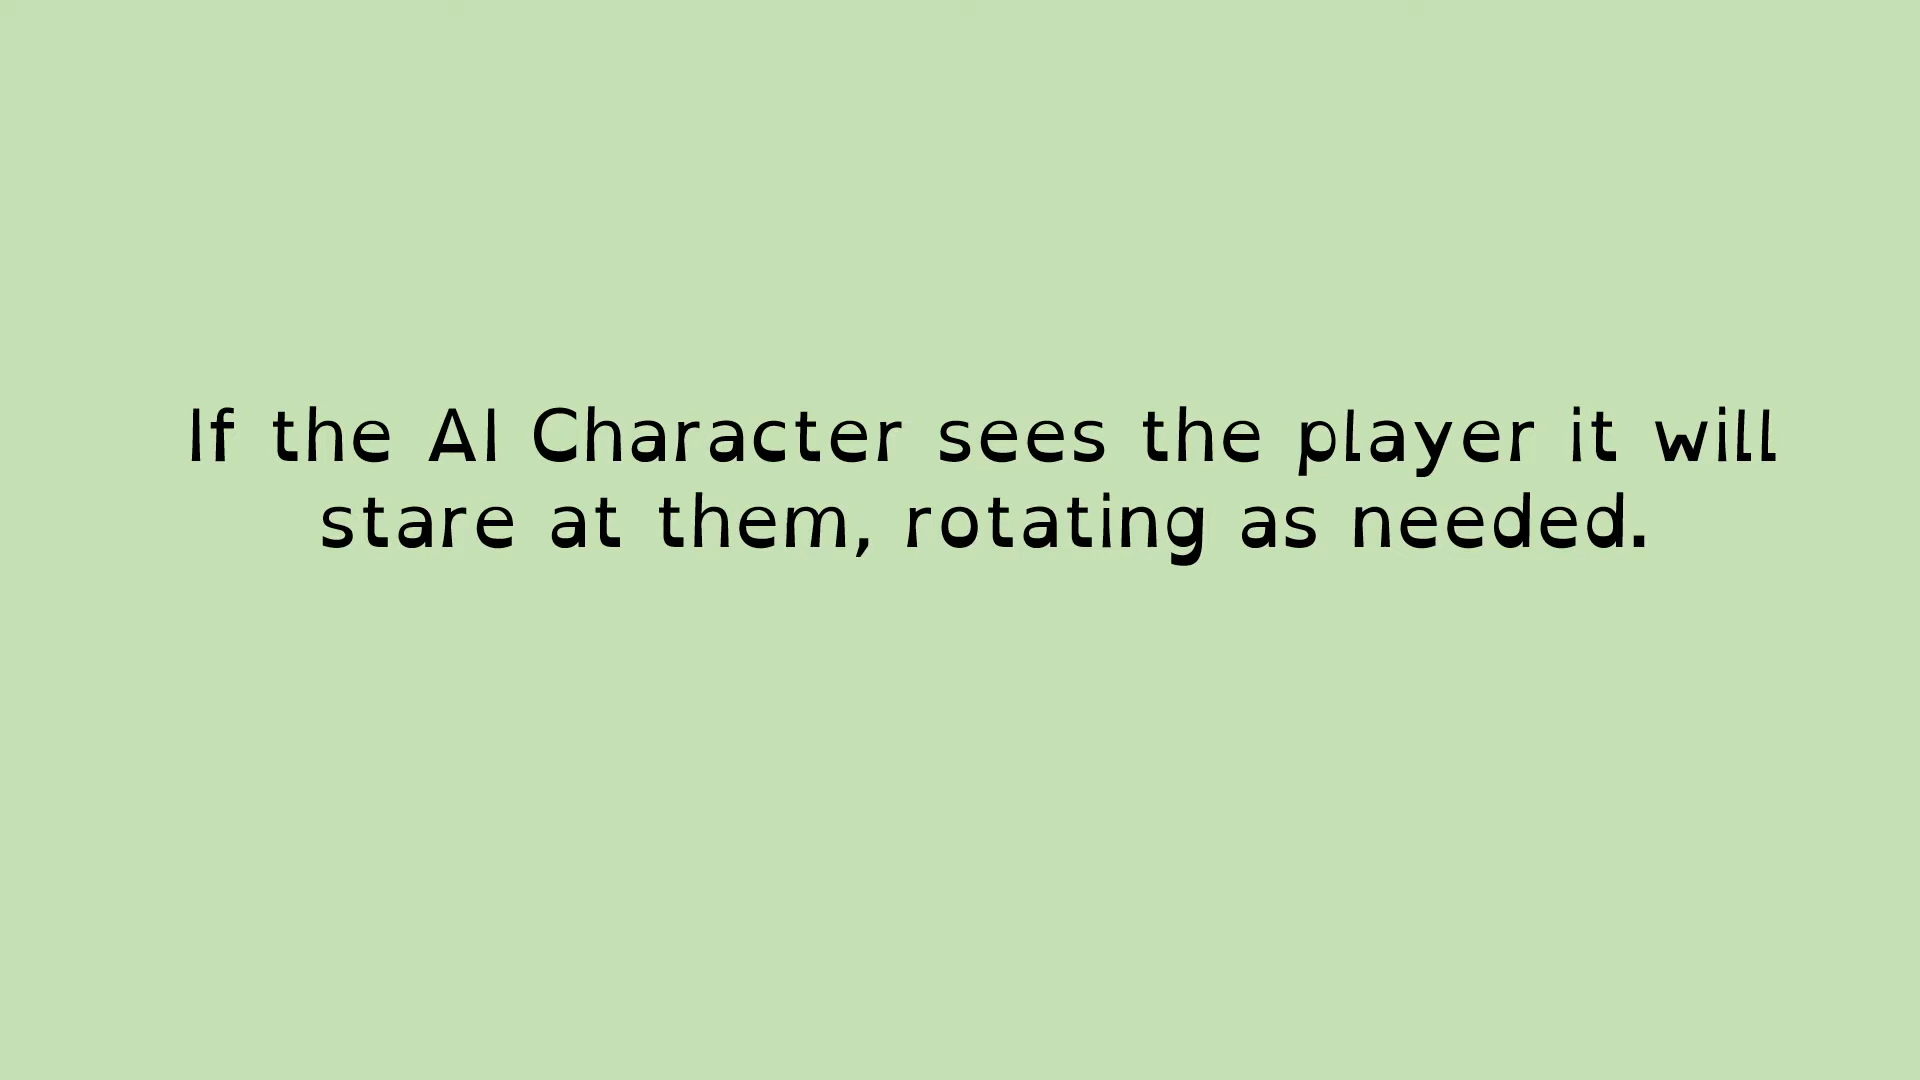 If the AI Character sees the player it will
stare at them, rotating as needed.